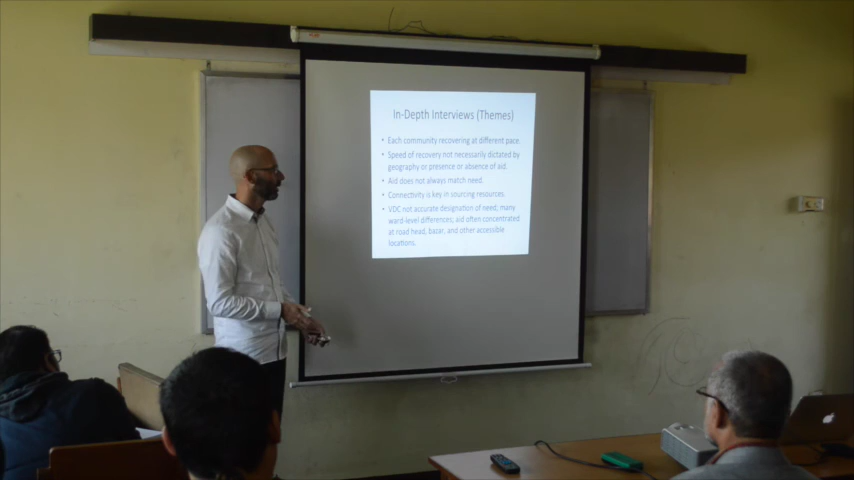 In-Depth Interviews (Themes)
• Each community recovering at different pace.
• Speed of recovery not necessarily dictated by
geography or presence or absence of aid.
• Aid does not always match need.
• Connectivity is key in sourcing resources.
• VDC not accurate designation of need; many
ward-level differences; aid often concentrated
at road head, bazar, and other accessible
locations.